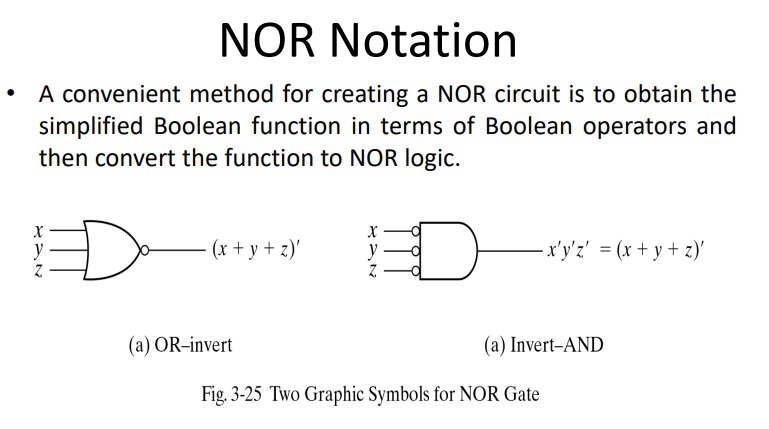 NOR Notation
• A convenient method for creating a NOR circuit is to obtain the
simplified Boolean function in terms of Boolean operators and
then convert the function to NOR logic.
x
y
z
(x + y + z)′
x
y
z
x′y′z′ = (x + y + z)′
(a) OR–invert
(a) Invert–AND
Fig. 3-25 Two Graphic Symbols for NOR Gate